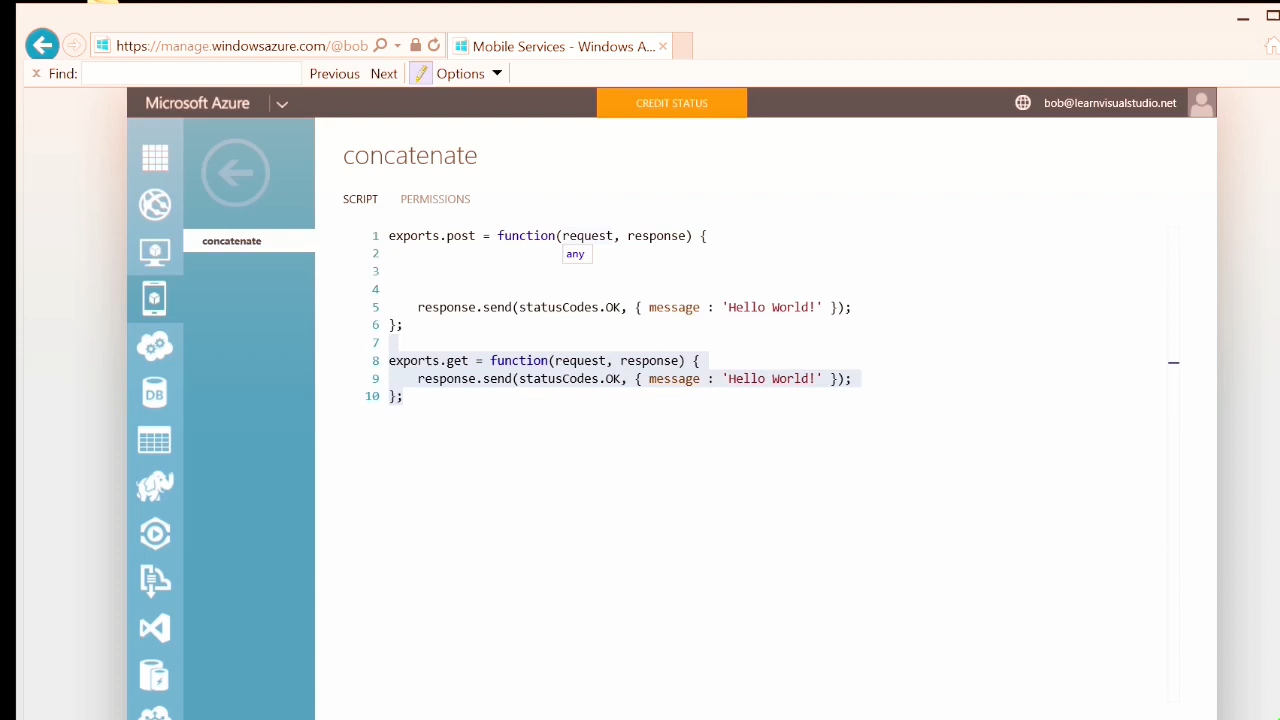 https://manage.windowsazure.com/@bob
Mobile Services - Windows A...
x Find:
Previous Next Options
Microsoft Azure
CREDIT STATUS
bob@learnvisualstudio.net
concatenate
SCRIPT PERMISSIONS
concatenate
1 exports.post = function(request, response) {
any
2
3
4
5 response.send(statusCodes.OK, { message : 'Hello World!' });
6 };
7
8 exports.get = function(request, response) {
9 response.send(statusCodes.OK, { message : 'Hello World!' });
10 };
DB